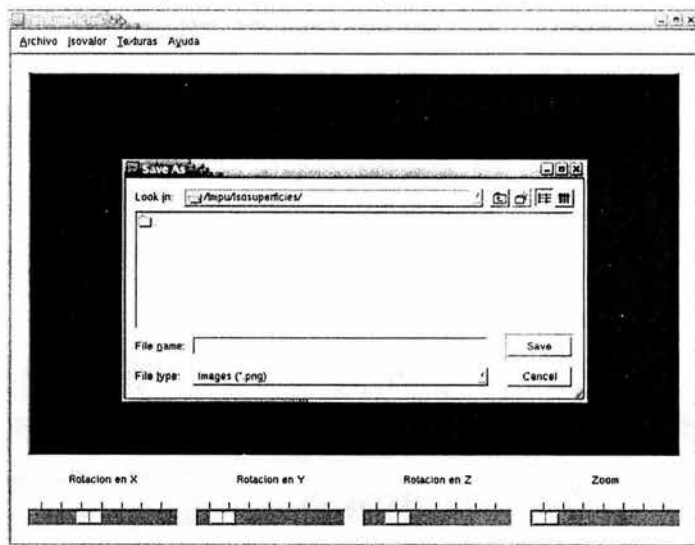 Archivo Isovalor Texturas Ayuda
Save As
Look in: /Impu/Isosuperficies/
File name: Save
File type: Images (*.png) Cancel
Rotacion en X Rotacion en Y Rotacion en Z Zoom